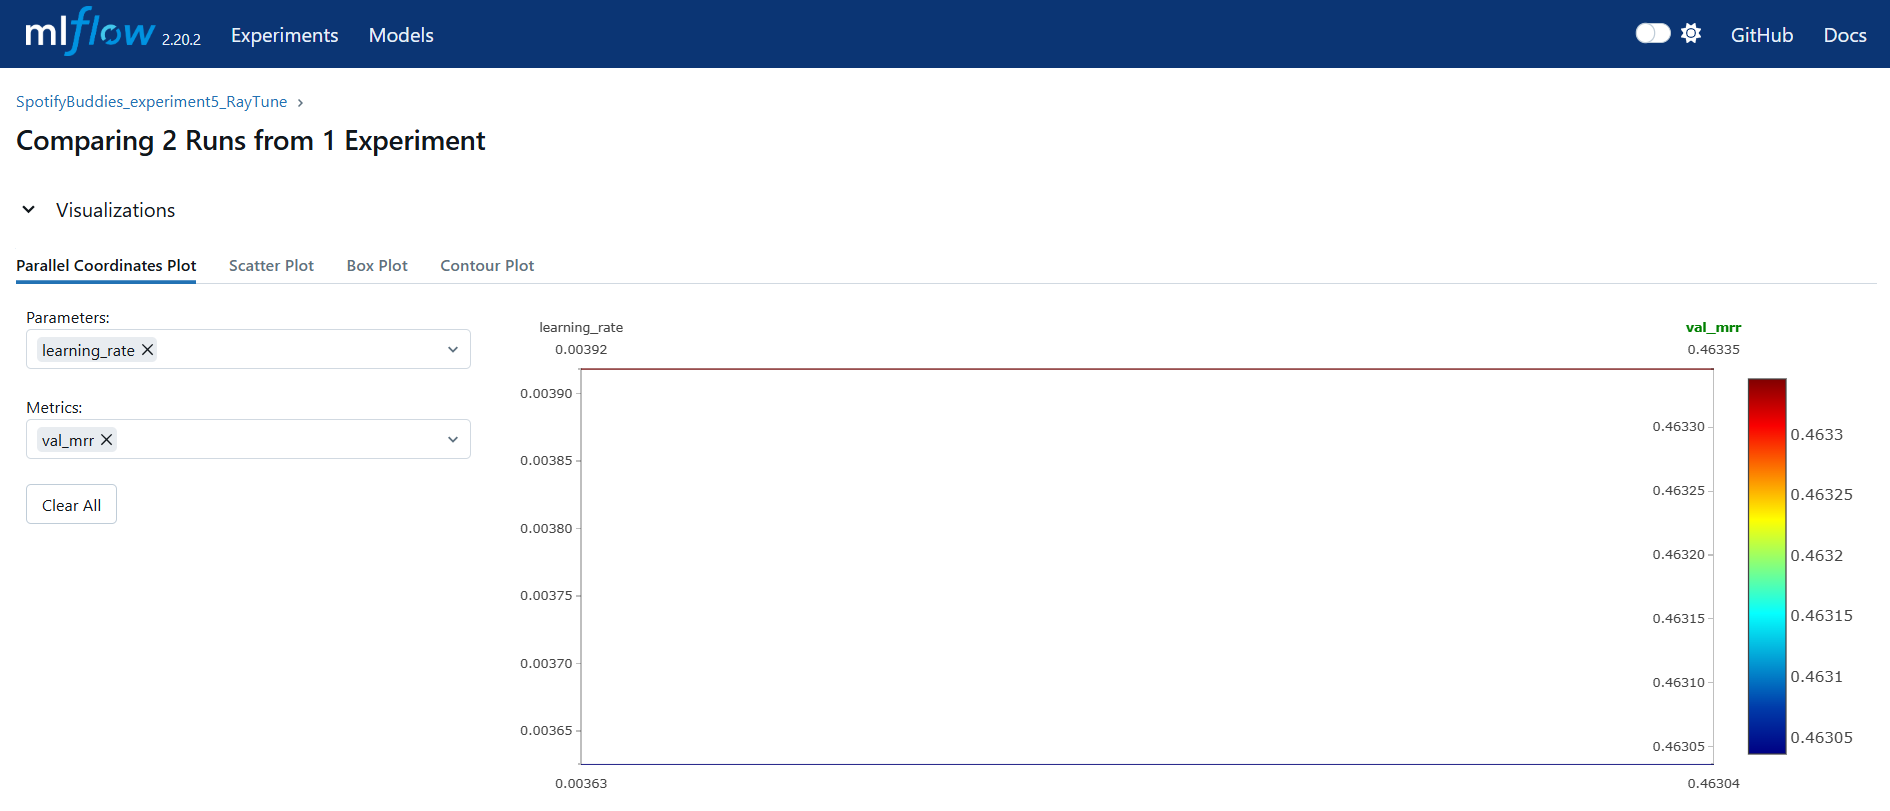 mlflow 2.20.2 Experiments Models GitHub Docs
SpotifyBuddies_experiment5_RayTune
Comparing 2 Runs from 1 Experiment
Visualizations
Parallel Coordinates Plot Scatter Plot Box Plot Contour Plot
Parameters:
learning_rate
Metrics:
val_mrr
Clear All
learning_rate
0.00392
0.00390
0.00385
0.00380
0.00375
0.00370
0.00365
0.00363
val_mrr
0.46335
0.46330
0.46325
0.46320
0.46315
0.46310
0.46305
0.46304
0.4633
0.46325
0.4632
0.46315
0.4631
0.46305